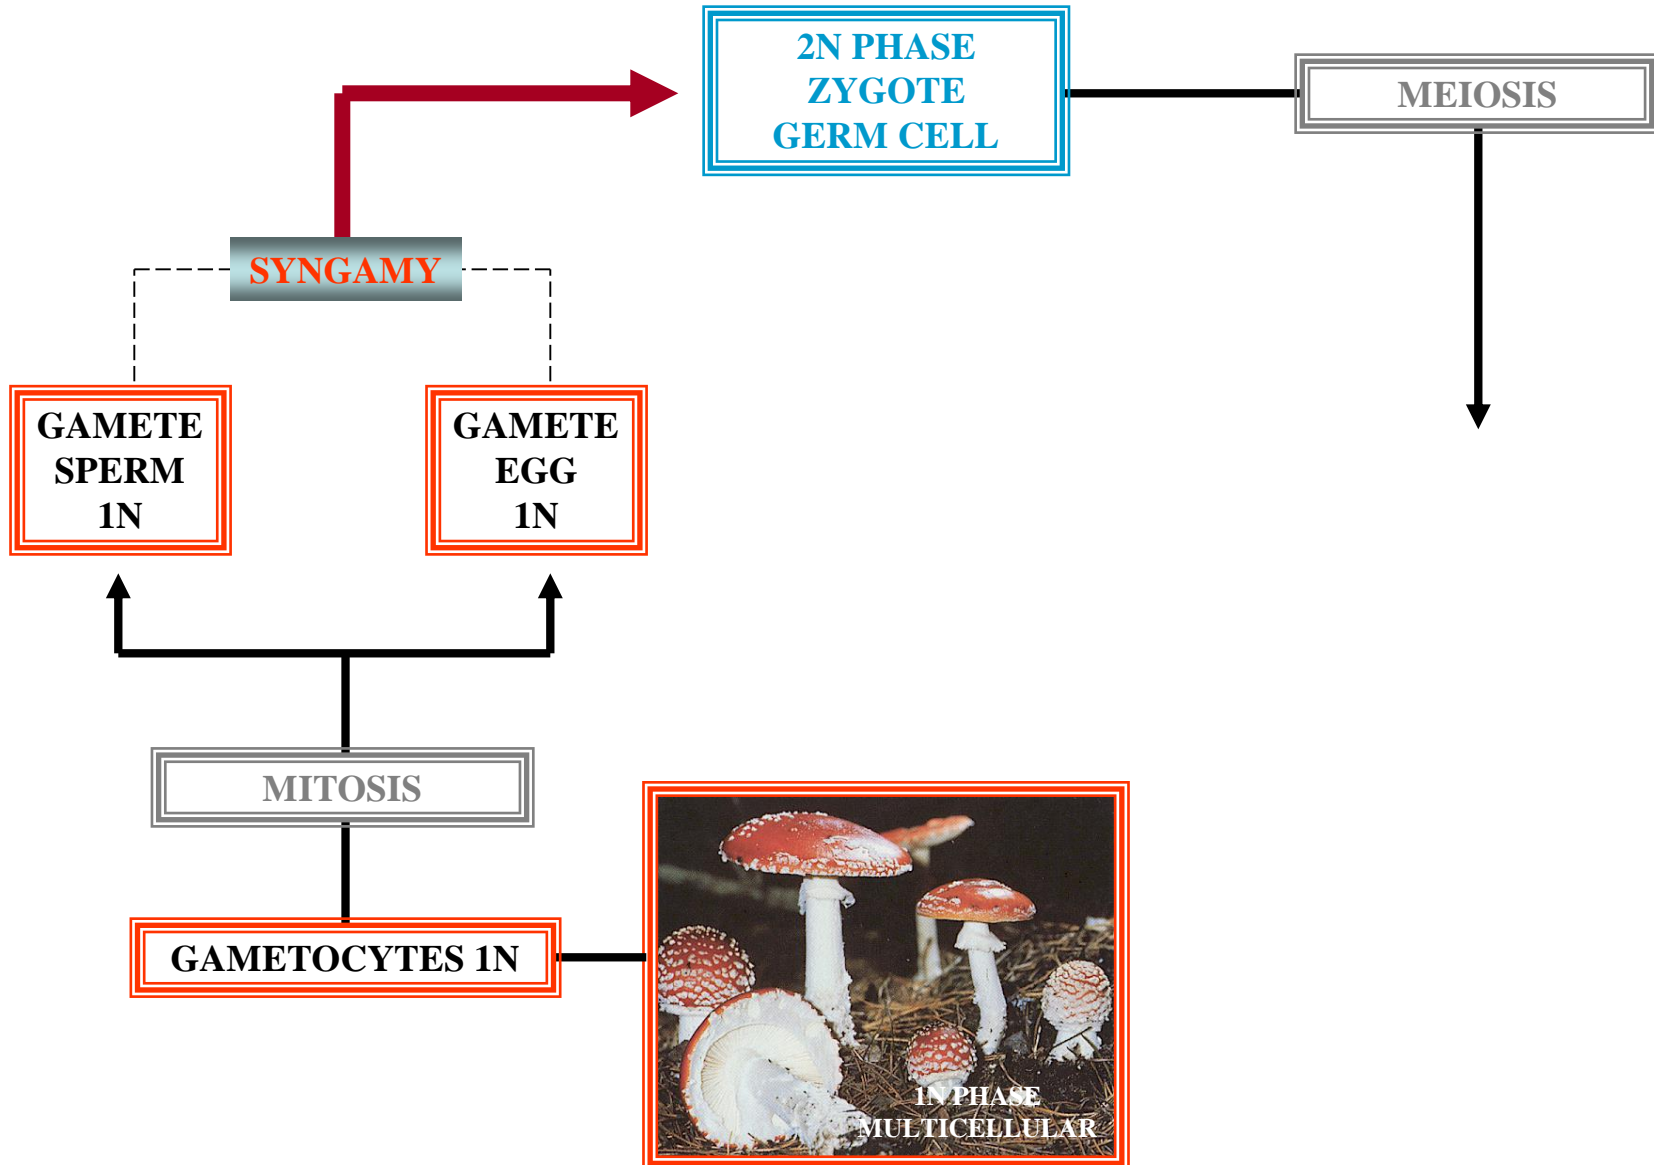 2N PHASE
ZYGOTE
GERM CELL
MEIOSIS
SYNGAMY
GAMETE
SPERM
1N
GAMETE
EGG
1N
MITOSIS
GAMETOCYTES 1N
1N PHASE
MULTICELLULAR